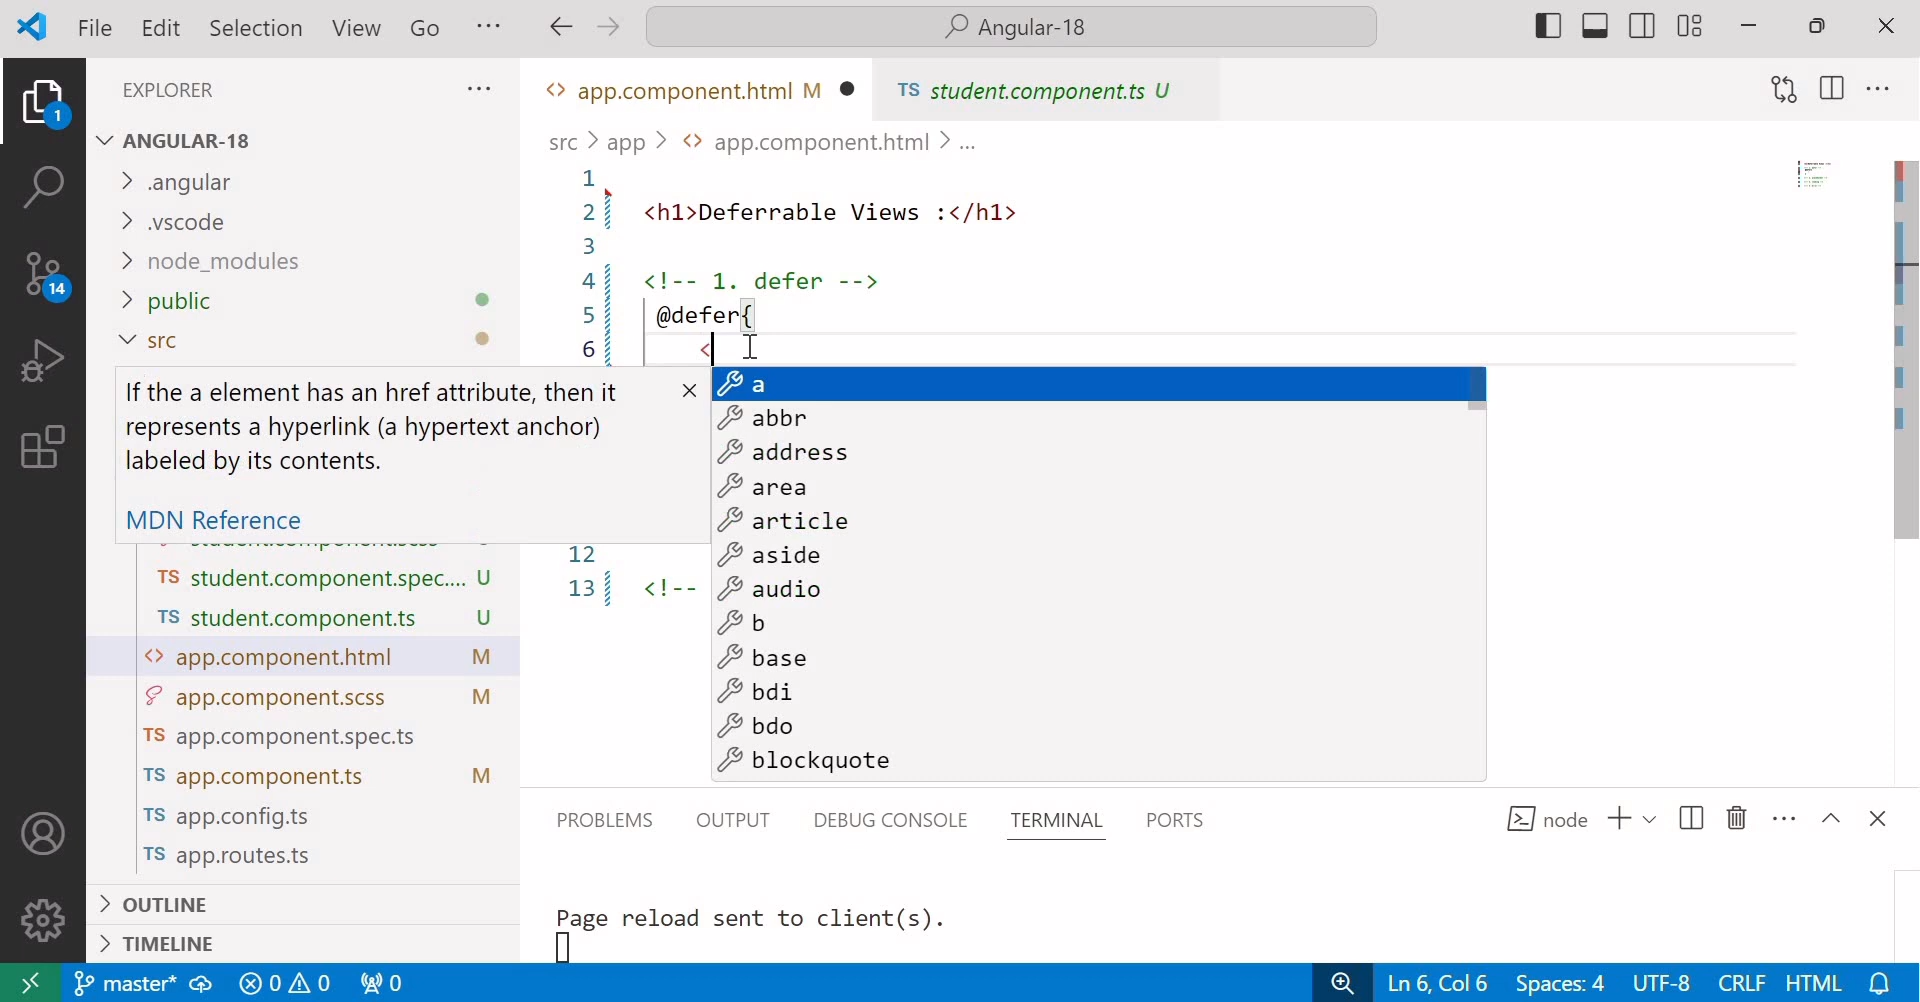 File Edit Selection View Go ...
Angular-18
EXPLORER
1
ANGULAR-18
.angular
.vscode
node_modules
14
public
src
If the a element has an href attribute, then it
represents a hyperlink (a hypertext anchor)
labeled by its contents.
MDN Reference
student.component.scss
TS student.component.spec.... U
TS student.component.ts U
<> app.component.html M
app.component.scss M
TS app.component.spec.ts
TS app.component.ts M
TS app.config.ts
TS app.routes.ts
OUTLINE
TIMELINE
<> app.component.html M
TS student.component.ts U
src > app > <> app.component.html > ...
1
2 <h1>Deferrable Views :</h1>
3
4 <!-- 1. defer -->
5 @defer{
6 <
a
abbr
address
area
article
aside
audio
b
base
bdi
bdo
blockquote
12
13 <!--
PROBLEMS OUTPUT DEBUG CONSOLE TERMINAL PORTS
node
Page reload sent to client(s).
master* 0 0 0
Ln 6, Col 6 Spaces: 4 UTF-8 CRLF HTML